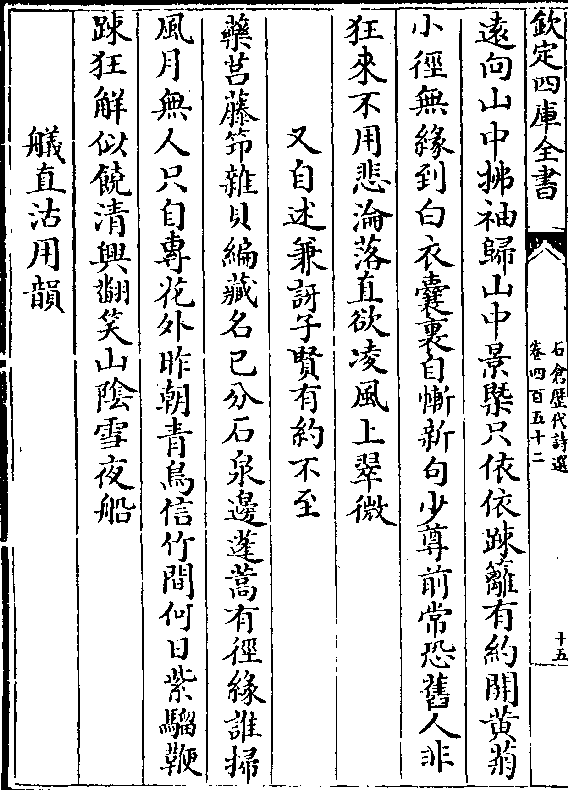 欽定四庫全書
石倉歷代詩選
卷四百五十二
十五
遠向山中拂袖歸山中景槩只依依踈籬有約開黄菊
小徑無緣到白衣囊裏自慚新句少尊前常恐舊人非
狂來不用悲淪落直欲凌風上翠微
又自述兼訝子賢有約不至
藥莒藤笻雜貝編藏名已分石泉邊蓬蒿有徑緣誰掃
風月無人只自專花外昨朝青鳥信竹間何日紫騮鞭
踈狂觧似饒清興翻笑山陰雪夜船
艤直沽用韻